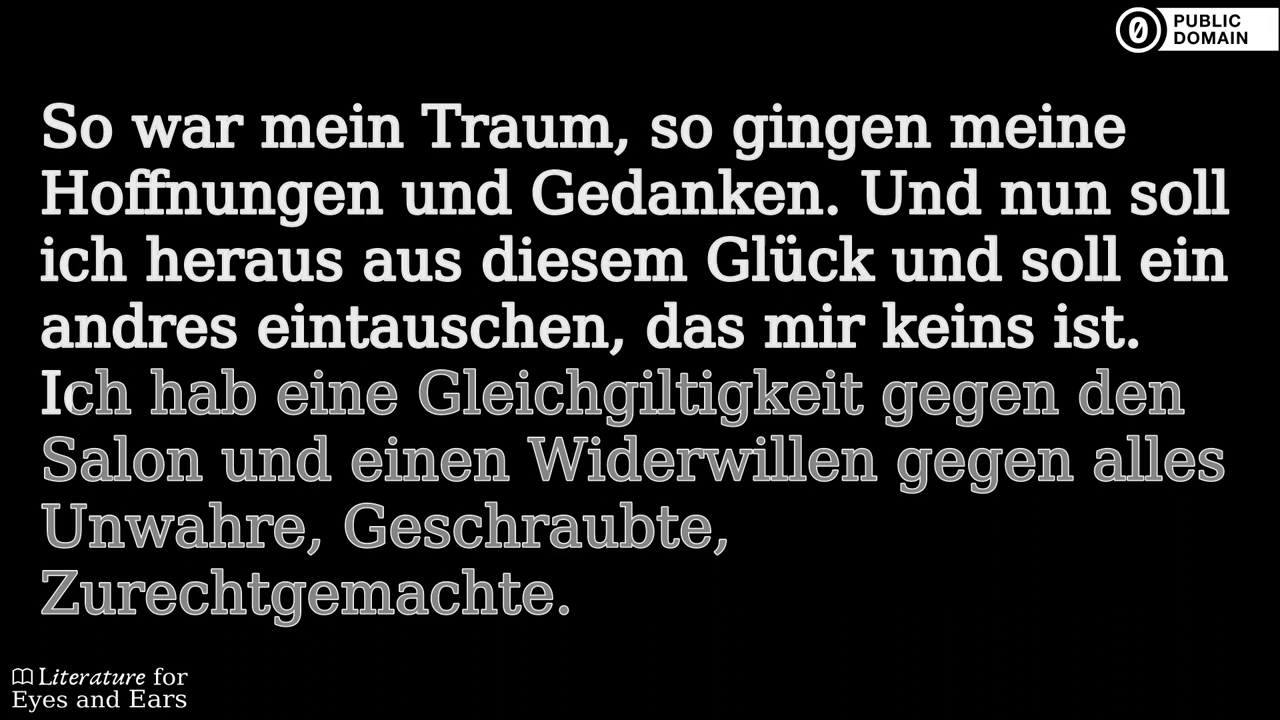 PUBLIC
DOMAIN
So war mein Traum, so gingen meine
Hoffnungen und Gedanken. Und nun soll
ich heraus aus diesem Glück und soll ein
andres eintauschen, das mir keins ist.
Ich hab eine Gleichgiltigkeit gegen den
Salon und einen Widerwillen gegen alles
Unwahre, Geschraubte,
Zurechtgemachte.
Literature for
Eyes and Ears